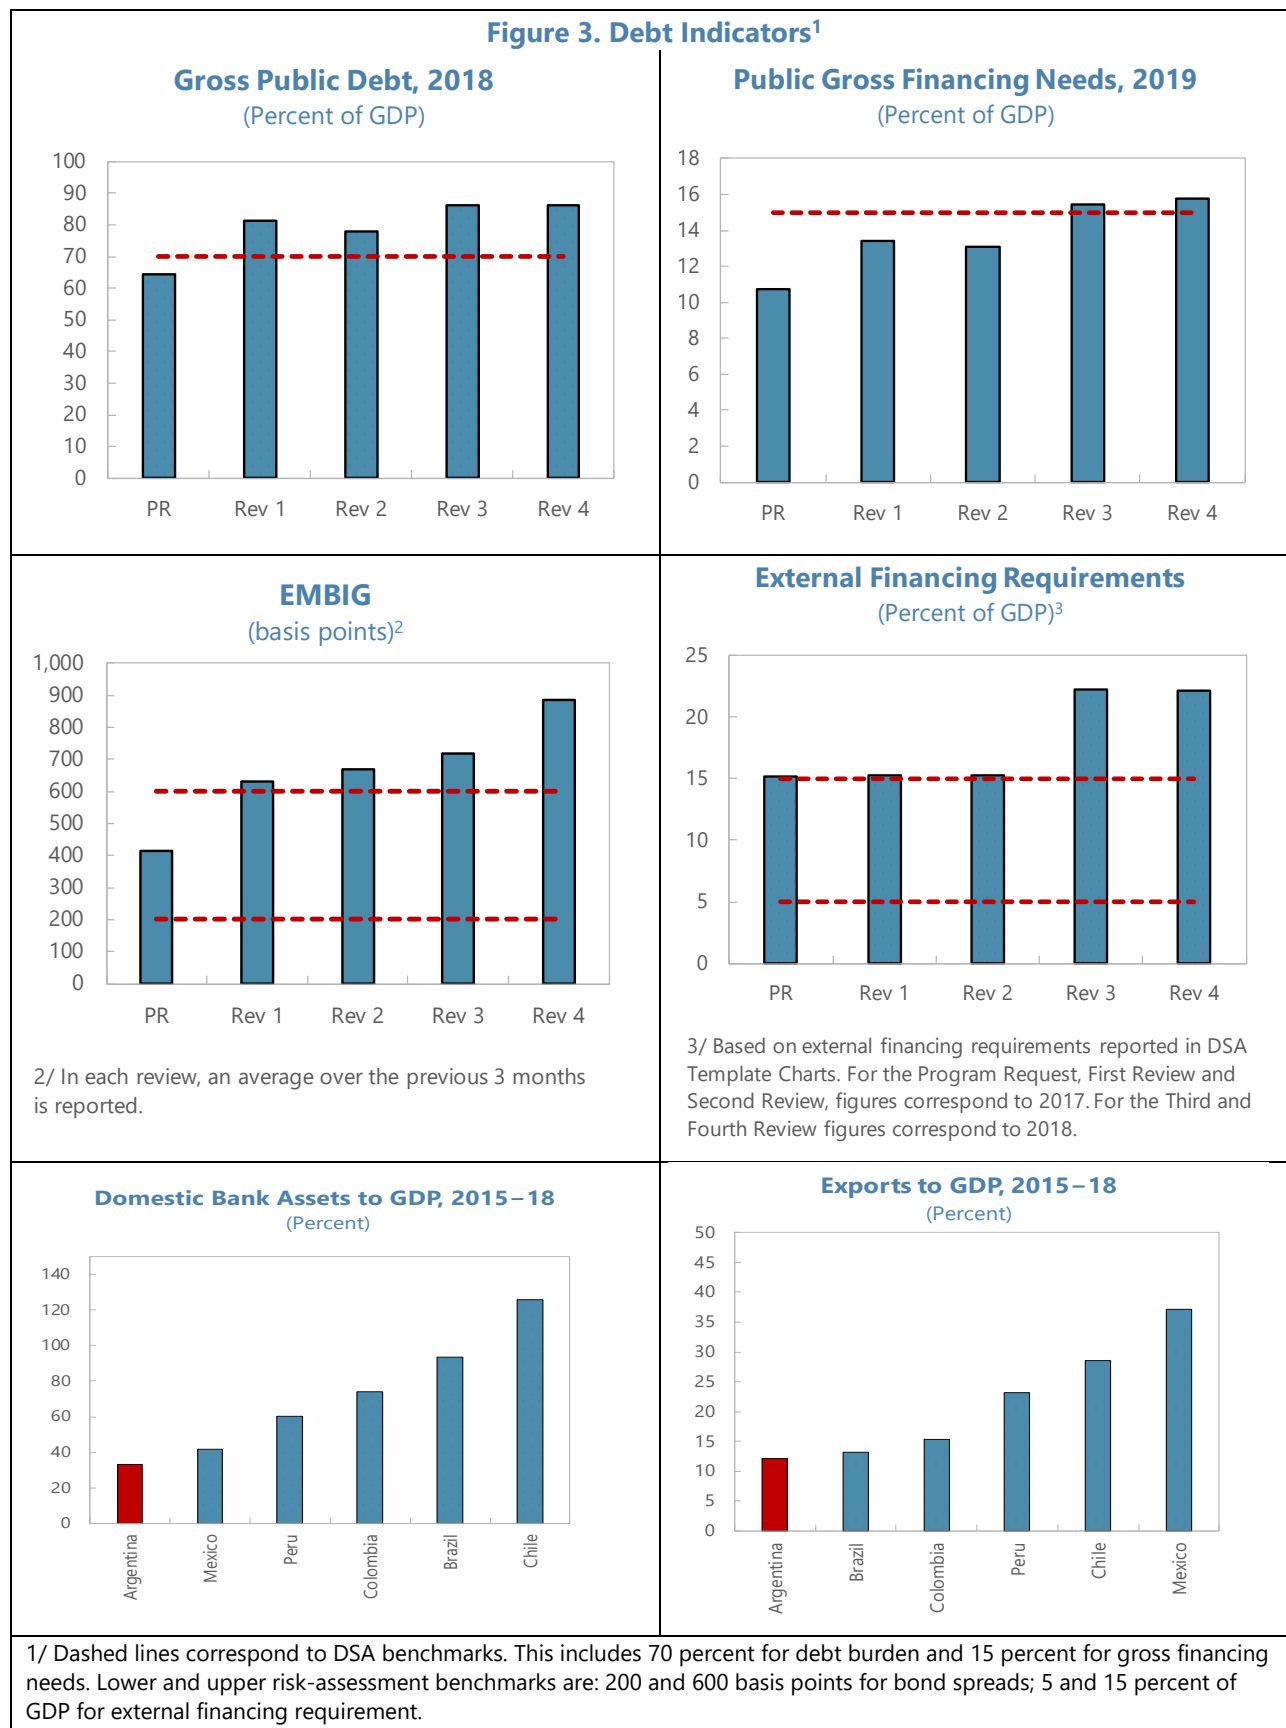 Figure 3. Debt Indicators1
Gross Public Debt, 2018
(Percent of GDP)
100
90
80
70
60
50
40
30
20
10
0
PR Rev 1 Rev 2 Rev 3 Rev 4
Public Gross Financing Needs, 2019
(Percent of GDP)
18
16
14
12
10
8
6
4
2
0
PR Rev 1 Rev 2 Rev 3 Rev 4
EMBIG
(basis points)2
1,000
900
800
700
600
500
400
300
200
100
0
PR Rev 1 Rev 2 Rev 3 Rev 4
2/ In each review, an average over the previous 3 months
is reported.
External Financing Requirements
(Percent of GDP)3
25
20
15
10
5
0
PR Rev 1 Rev 2 Rev 3 Rev 4
3/ Based on external financing requirements reported in DSA
Template Charts. For the Program Request, First Review and
Second Review, figures correspond to 2017. For the Third and
Fourth Review figures correspond to 2018.
Domestic Bank Assets to GDP, 2015–18
(Percent)
140
120
100
80
60
40
20
0
Argentina
Mexico
Peru
Colombia
Brazil
Chile
Exports to GDP, 2015–18
(Percent)
50
45
40
35
30
25
20
15
10
5
0
Argentina
Brazil
Colombia
Peru
Chile
Mexico
1/ Dashed lines correspond to DSA benchmarks. This includes 70 percent for debt burden and 15 percent for gross financing
needs. Lower and upper risk-assessment benchmarks are: 200 and 600 basis points for bond spreads; 5 and 15 percent of
GDP for external financing requirement.